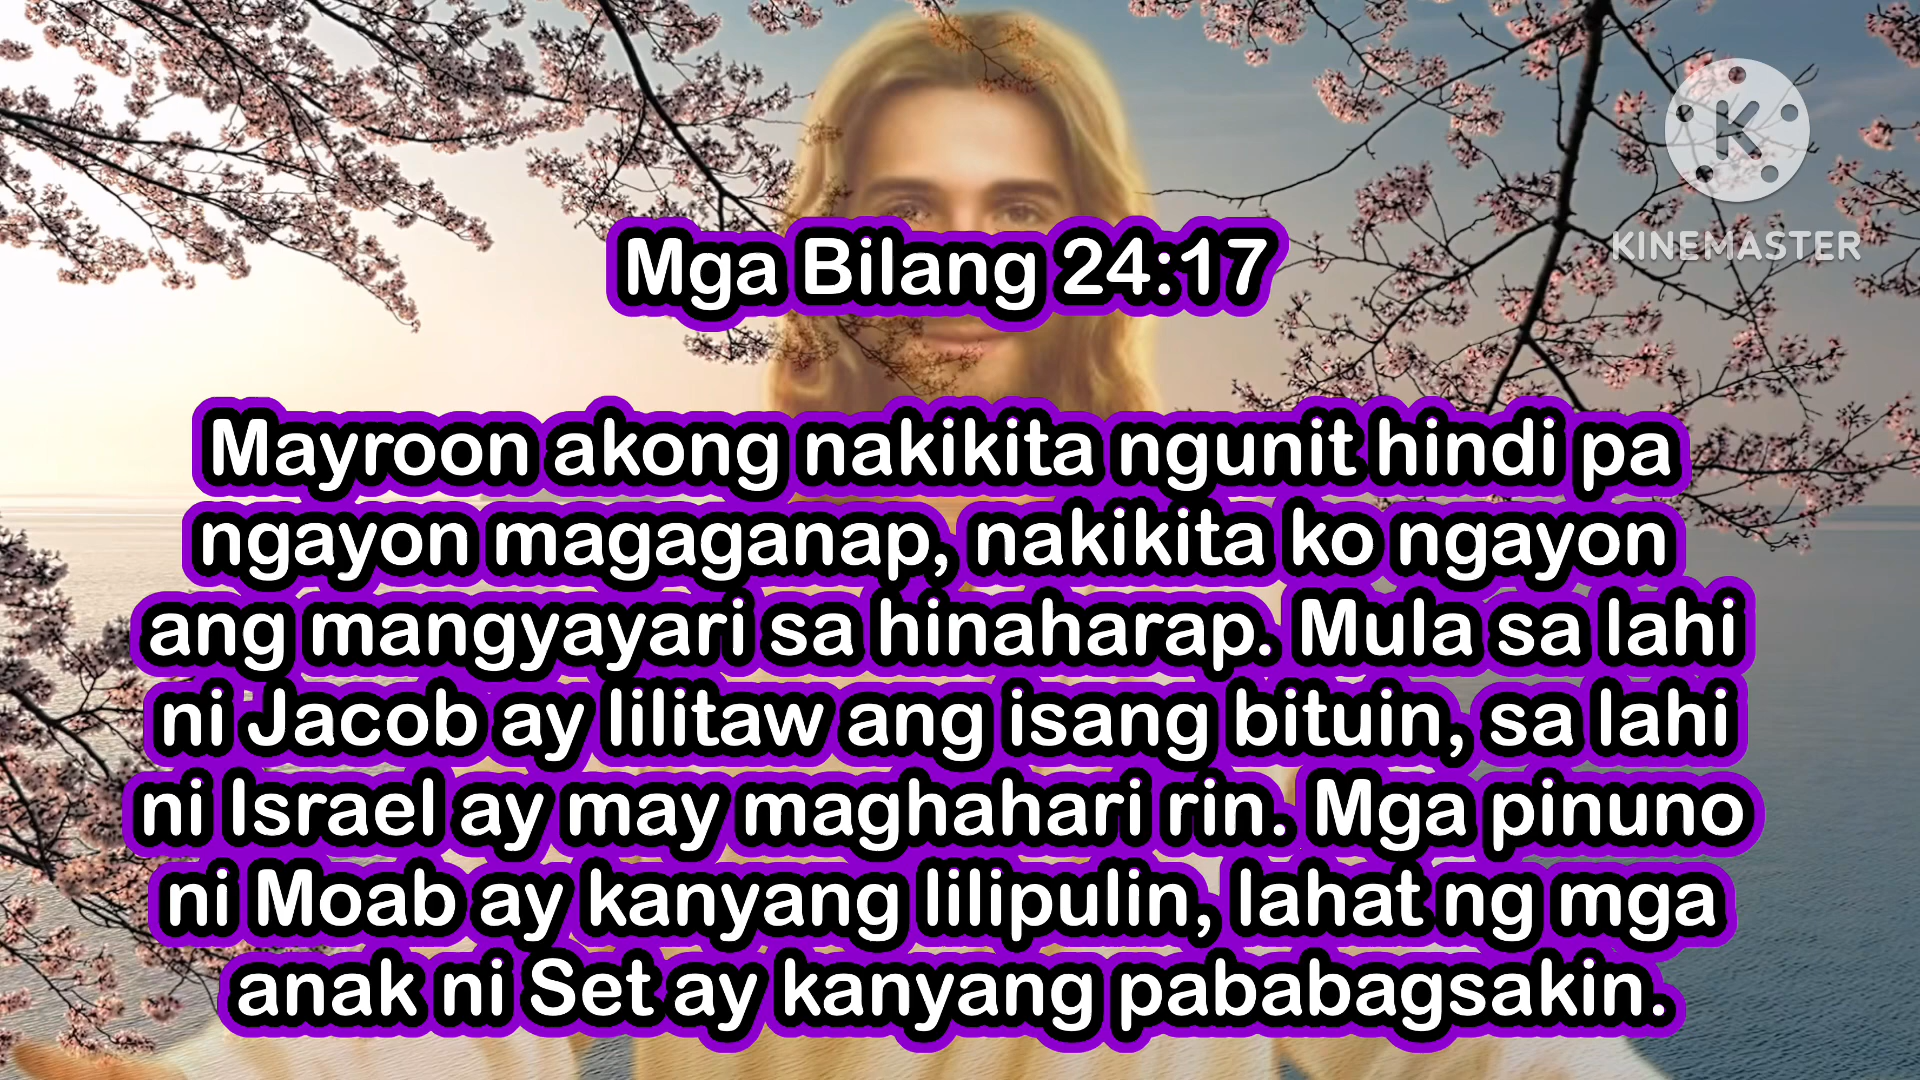 K
KINEMASTER
Mga Bilang 24:17
Mayroon akong nakikita ngunit hindi pa
ngayon magaganap, nakikita ko ngayon
ang mangyayari sa hinaharap. Mula sa lahi
ni Jacob ay lilitaw ang isang bituin, sa lahi
ni Israel ay may maghahari rin. Mga pinuno
ni Moab ay kanyang lilipulin, lahat ng mga
anak ni Set ay kanyang pababagsakin.